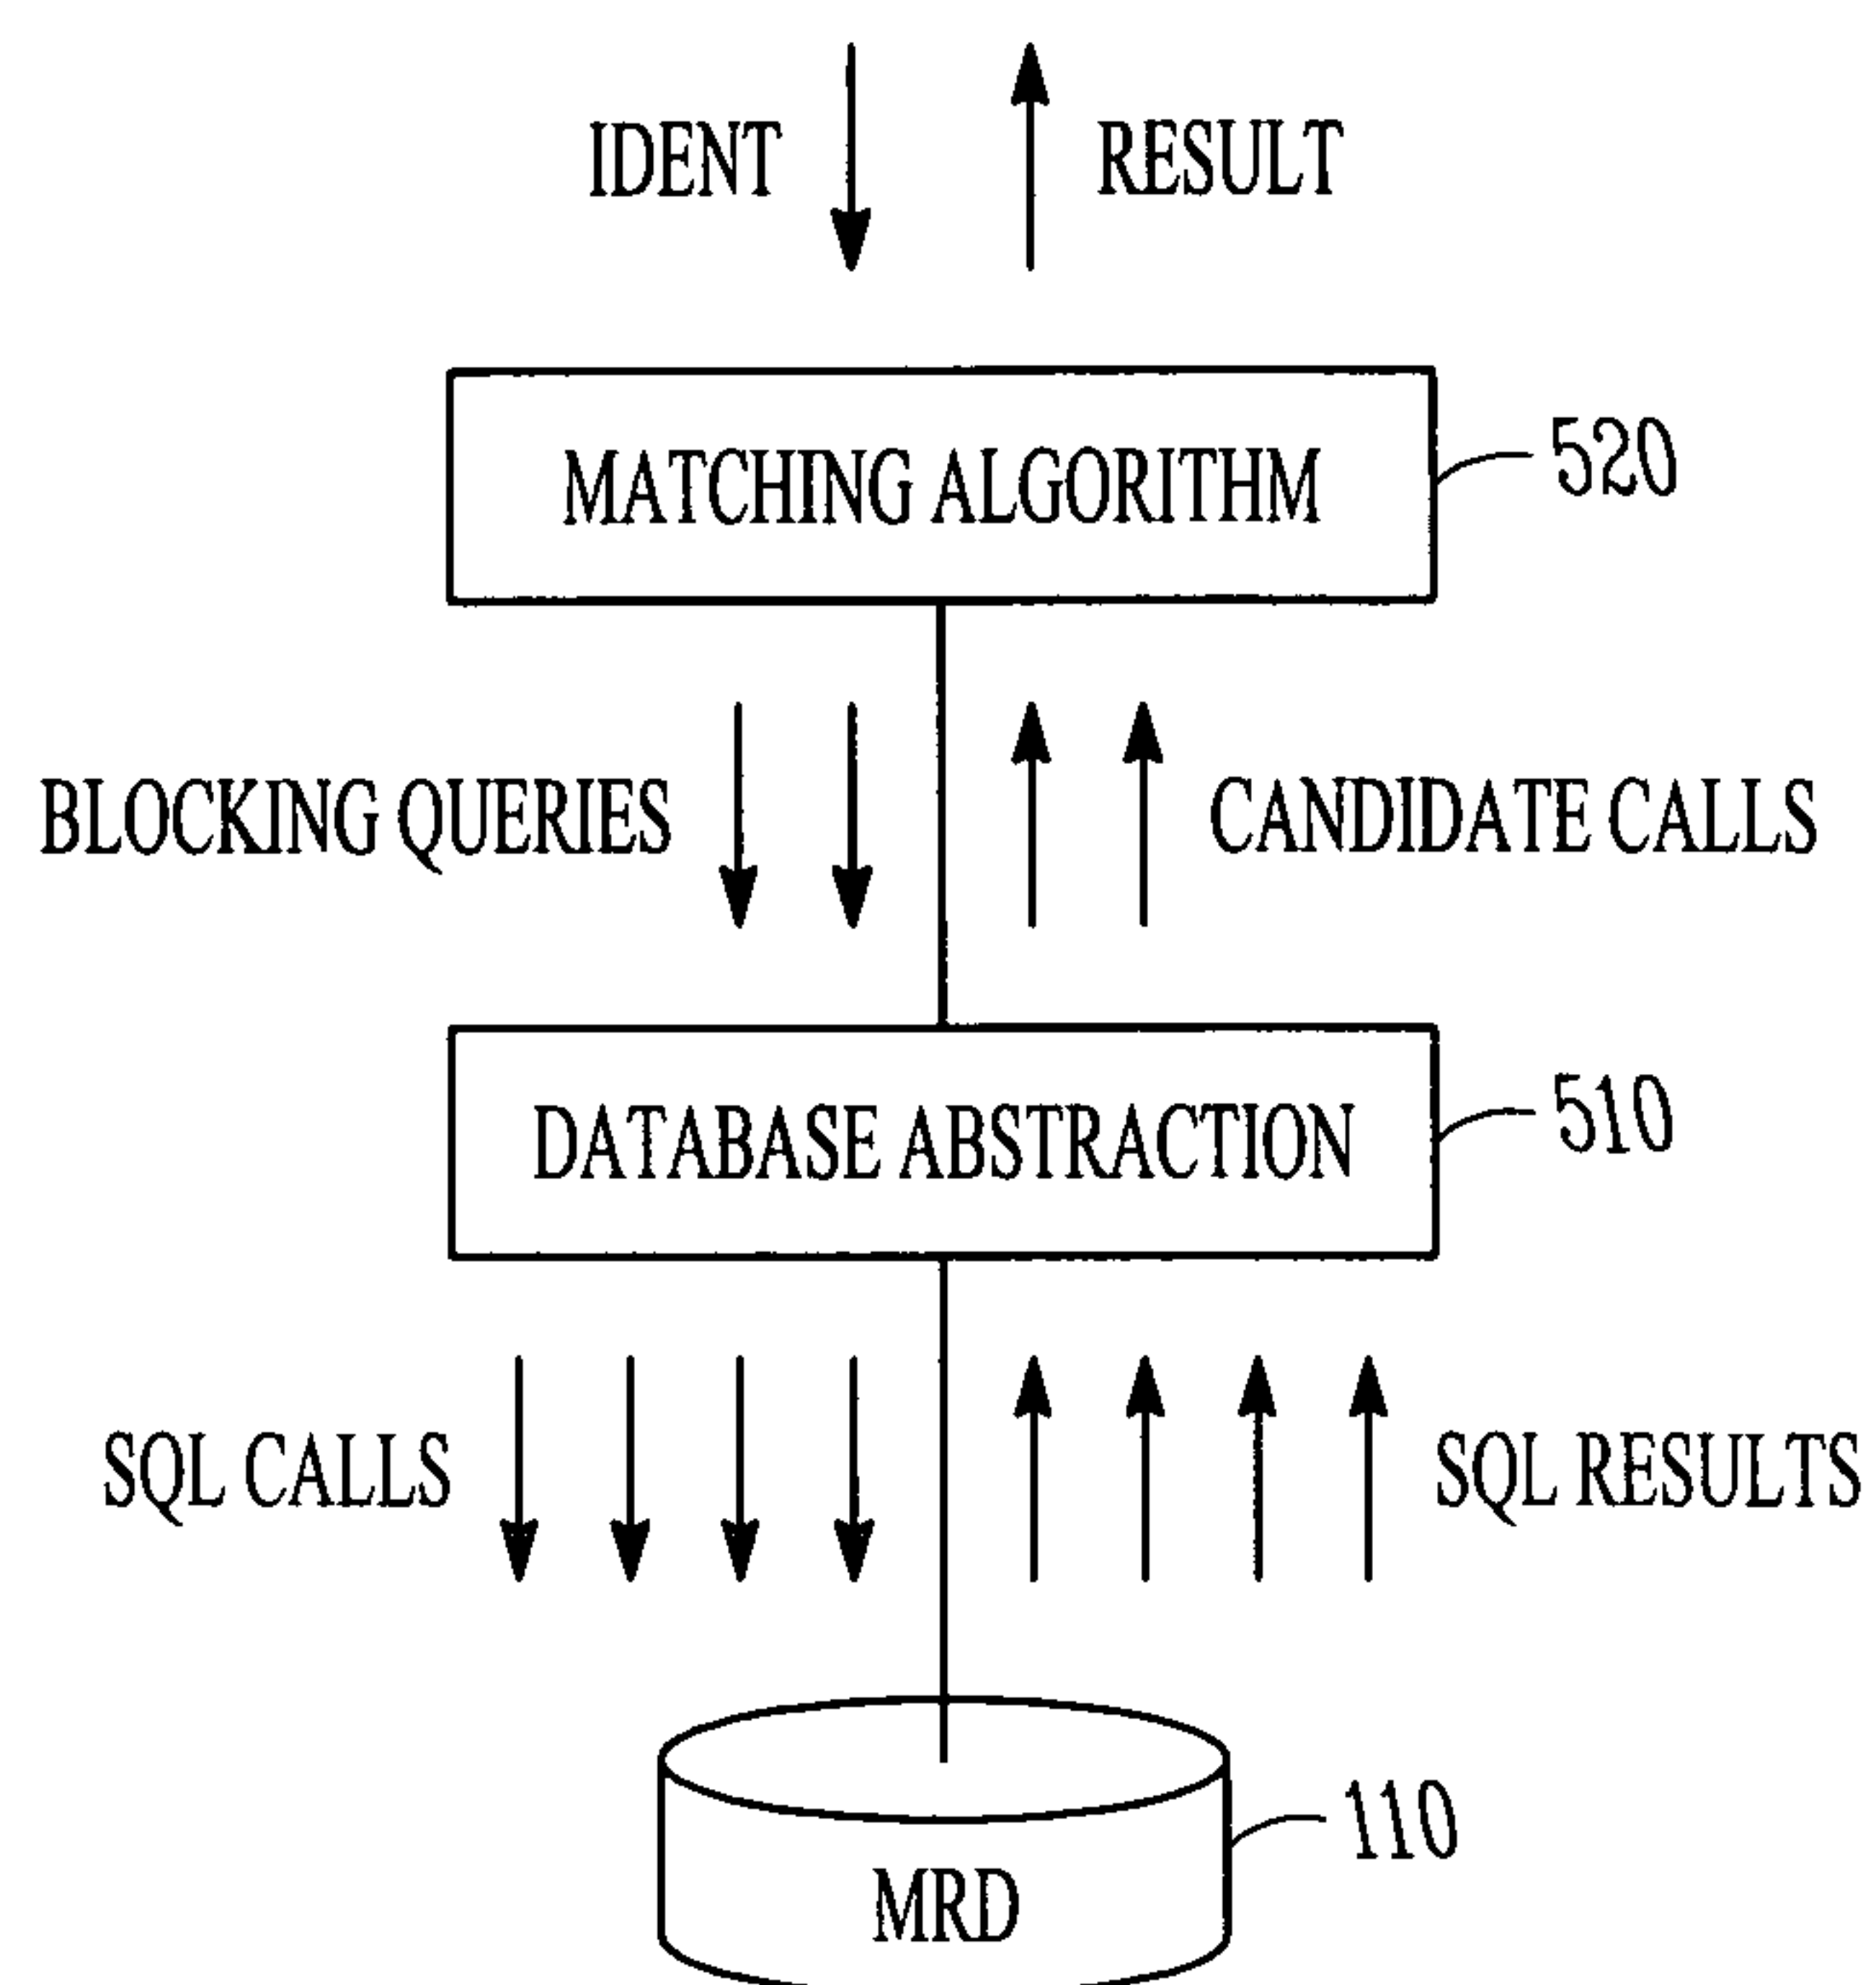 IDENT
RESULT
MATCHING ALGORITHM
520
BLOCKING QUERIES
CANDIDATE CALLS
DATABASE ABSTRACTION
510
SQL CALLS
SQL RESULTS
110
MRD